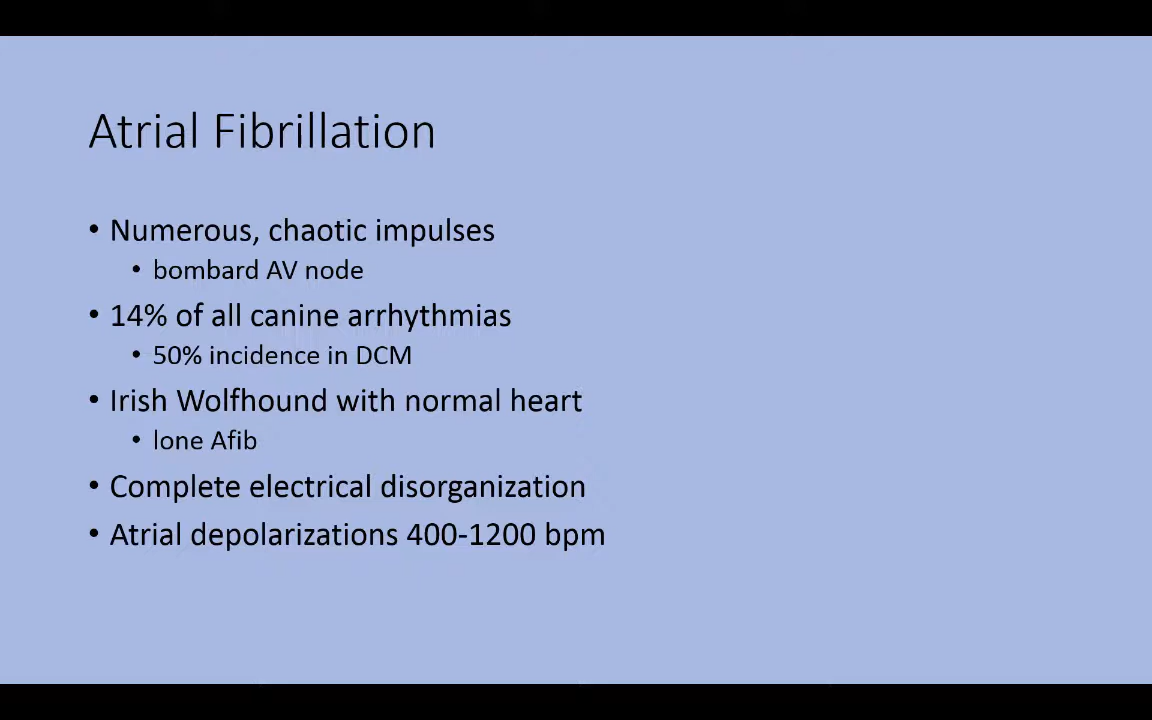 Atrial Fibrillation
• Numerous, chaotic impulses
• bombard AV node
• 14% of all canine arrhythmias
• 50% incidence in DCM
• Irish Wolfhound with normal heart
• lone Afib
• Complete electrical disorganization
• Atrial depolarizations 400-1200 bpm